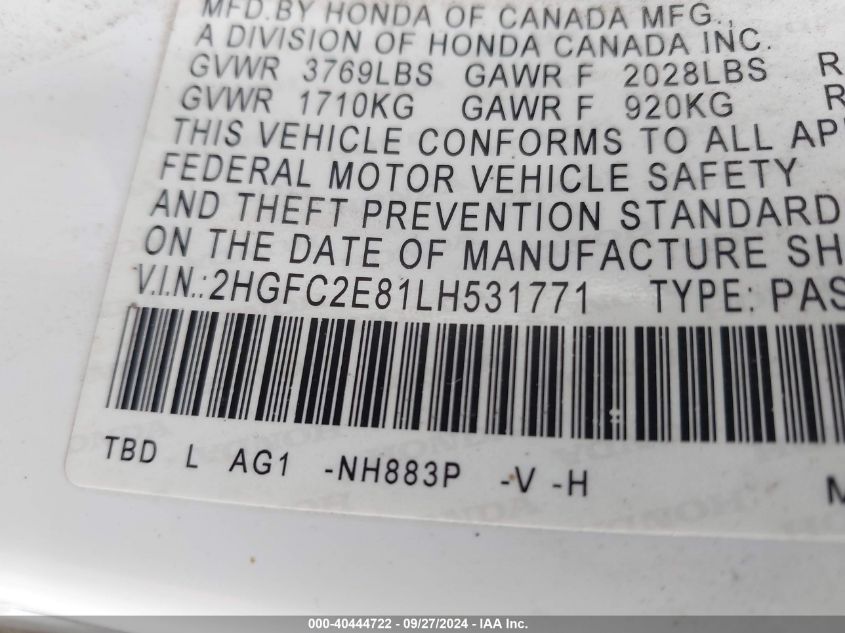 MFD.BY HONDA OF CANADA MFG.,
A DIVISION OF HONDA CANADA INC.
GVWR 3769LBS GAWR F 2028LBS R
GVWR 1710KG GAWR F 920KG R
THIS VEHICLE CONFORMS TO ALL APP
FEDERAL MOTOR VEHICLE SAFETY
AND THEFT PREVENTION STANDARD
ON THE DATE OF MANUFACTURE SH
V.I.N.:2HGFC2E81LH531771 TYPE: PAS
TBD L AG1 -NH883P -V -H
000-40444722 - 09/27/2024 - IAA Inc.